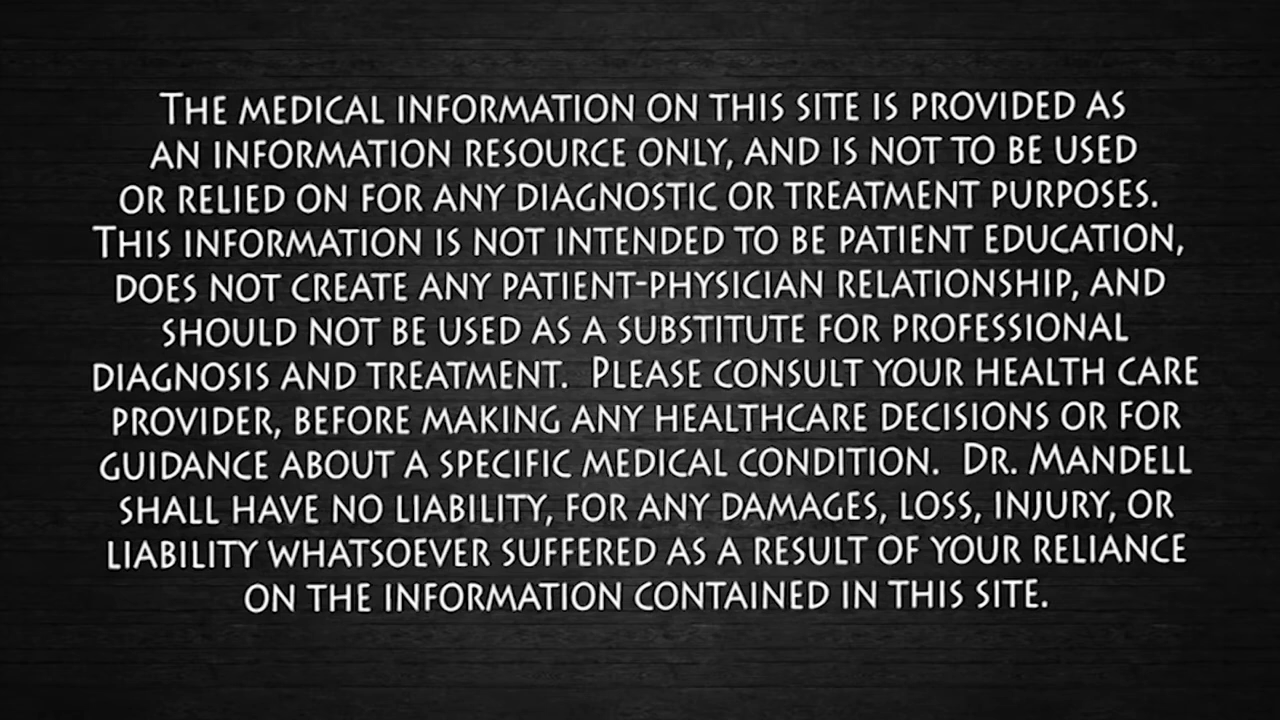 The medical information on this site is provided as
an information resource only, and is not to be used
or relied on for any diagnostic or treatment purposes.
This information is not intended to be patient education,
does not create any patient-physician relationship, and
should not be used as a substitute for professional
diagnosis and treatment.  Please consult your health care
provider, before making any healthcare decisions or for
guidance about a specific medical condition.  Dr. Mandell
shall have no liability, for any damages, loss, injury, or
liability whatsoever suffered as a result of your reliance
on the information contained in this site.